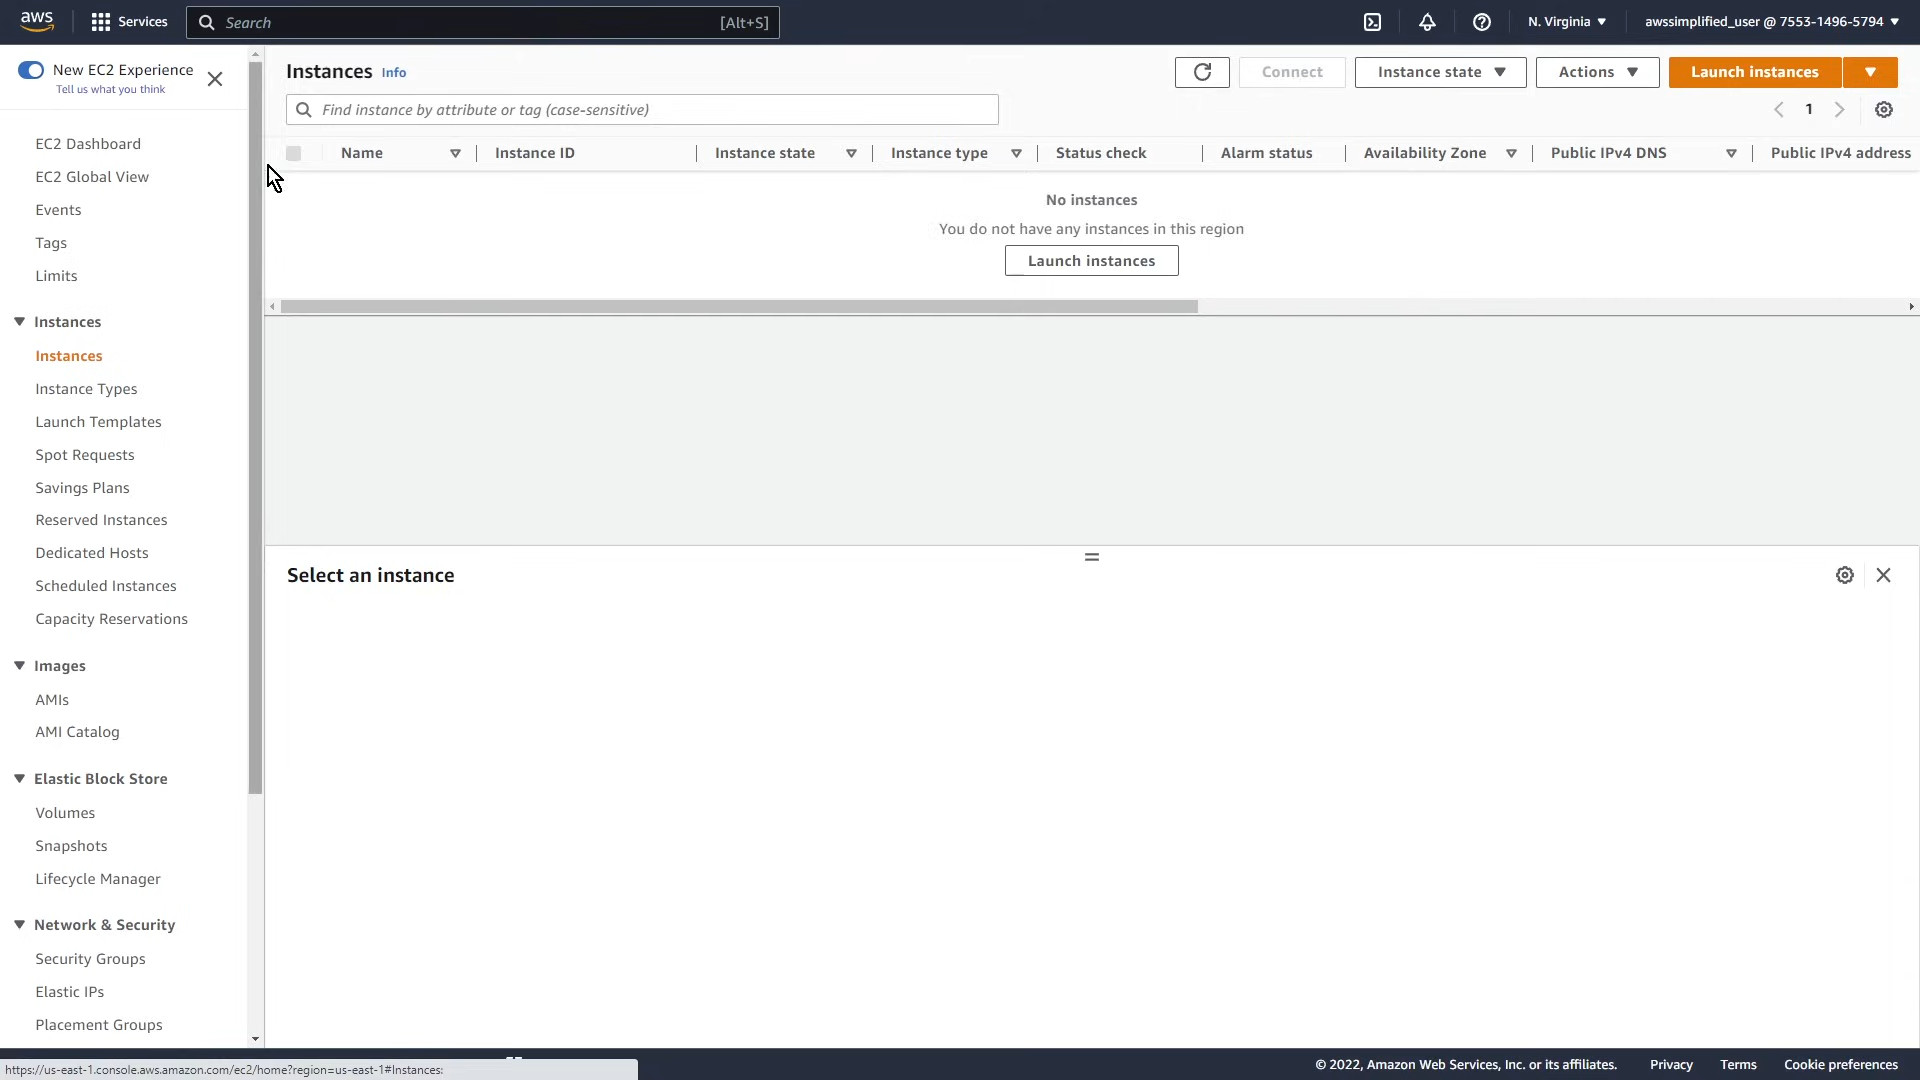 aws
Services
Search
[Alt+S]
N. Virginia
awssimplified_user @ 7553-1496-5794
New EC2 Experience
Tell us what you think
EC2 Dashboard
EC2 Global View
Events
Tags
Limits
Instances
Instances
Instance Types
Launch Templates
Spot Requests
Savings Plans
Reserved Instances
Dedicated Hosts
Scheduled Instances
Capacity Reservations
Images
AMIs
AMI Catalog
Elastic Block Store
Volumes
Snapshots
Lifecycle Manager
Network & Security
Security Groups
Elastic IPs
Placement Groups
Instances Info
Connect
Instance state
Actions
Launch instances
Find instance by attribute or tag (case-sensitive)
1
Name
Instance ID
Instance state
Instance type
Status check
Alarm status
Availability Zone
Public IPv4 DNS
Public IPv4 address
No instances
You do not have any instances in this region
Launch instances
Select an instance
https://us-east-1.console.aws.amazon.com/ec2/home?region=us-east-1#Instances:
© 2022, Amazon Web Services, Inc. or its affiliates.
Privacy
Terms
Cookie preferences